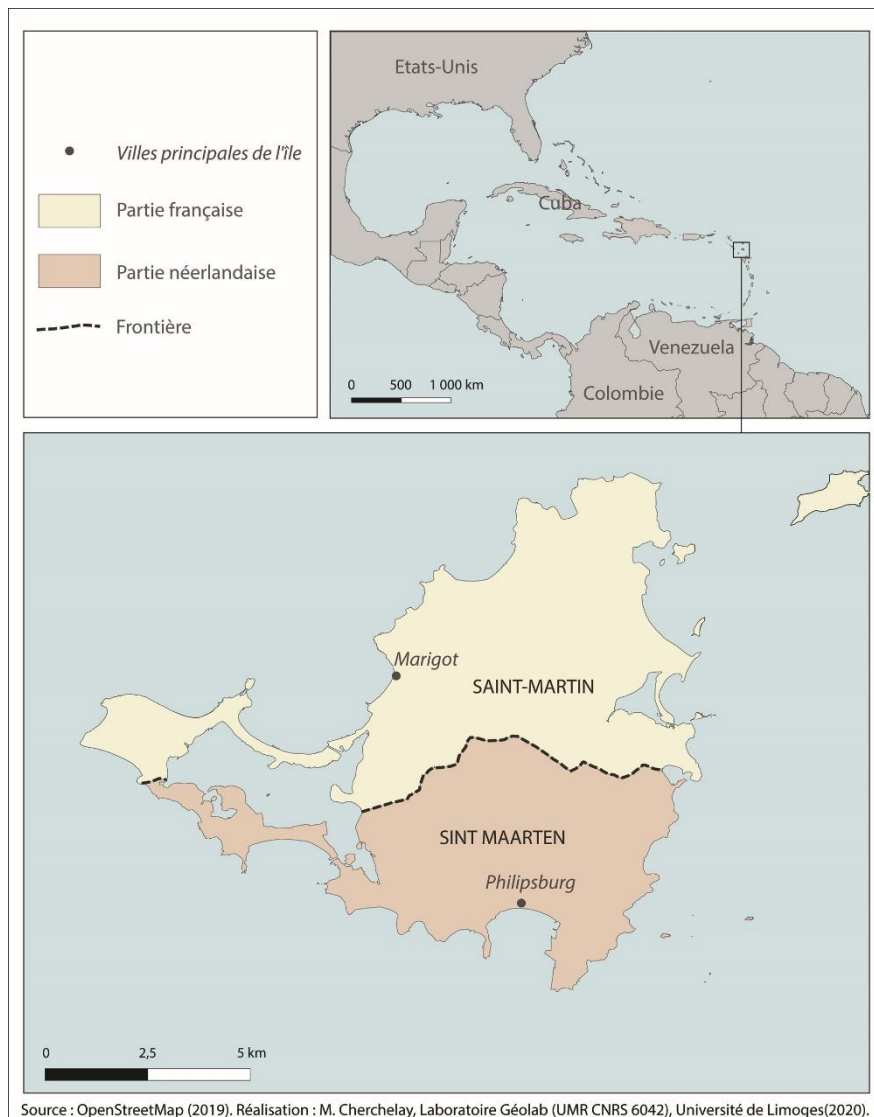 Villes principales de l'île
Partie française
Partie néerlandaise
Frontière
Etats-Unis
Cuba
Venezuela
Colombie
0 500 1 000 km
Marigot
SAINT-MARTIN
SINT MAARTEN
Philipsburg
0 2,5 5 km
Source : OpenStreetMap (2019). Réalisation : M. Cherchelay, Laboratoire Géolab (UMR CNRS 6042), Université de Limoges(2020).